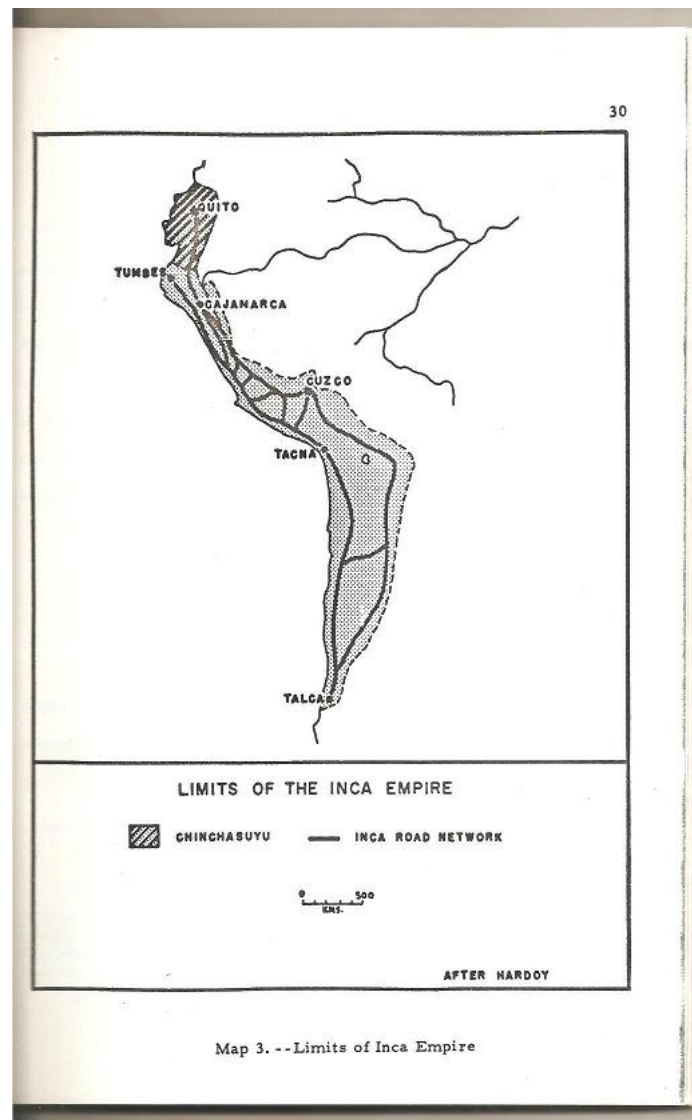 30
QUITO
TUMBES
CAJAMARCA
CUZCO
TACNA
TALCA
LIMITS OF THE INCA EMPIRE
CHINCHASUYU
INCA ROAD NETWORK
0 500
KMS.
AFTER HARDOY
Map 3. --Limits of Inca Empire